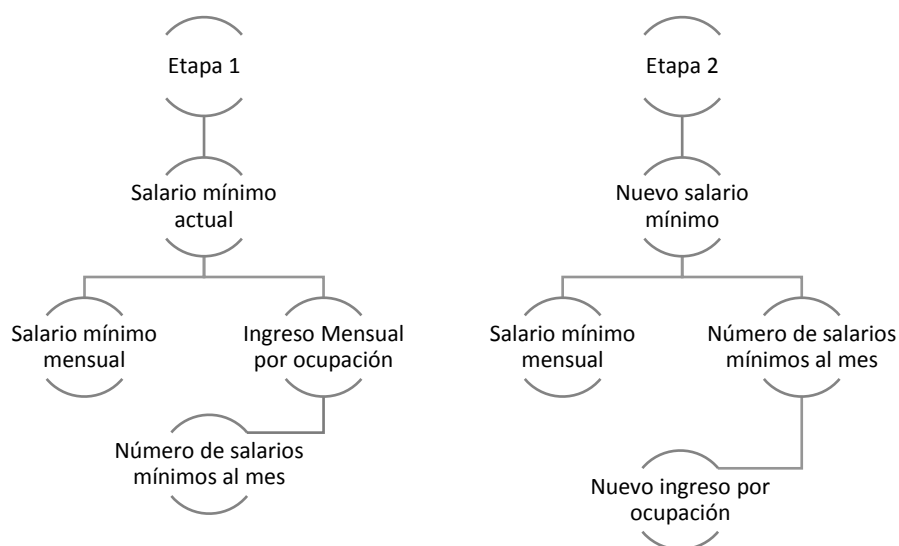 Etapa 1
Salario mínimo
actual
Salario mínimo
mensual
Ingreso Mensual
por ocupación
Número de salarios
mínimos al mes
Etapa 2
Nuevo salario
mínimo
Salario mínimo
mensual
Número de salarios
mínimos al mes
Nuevo ingreso por
ocupación